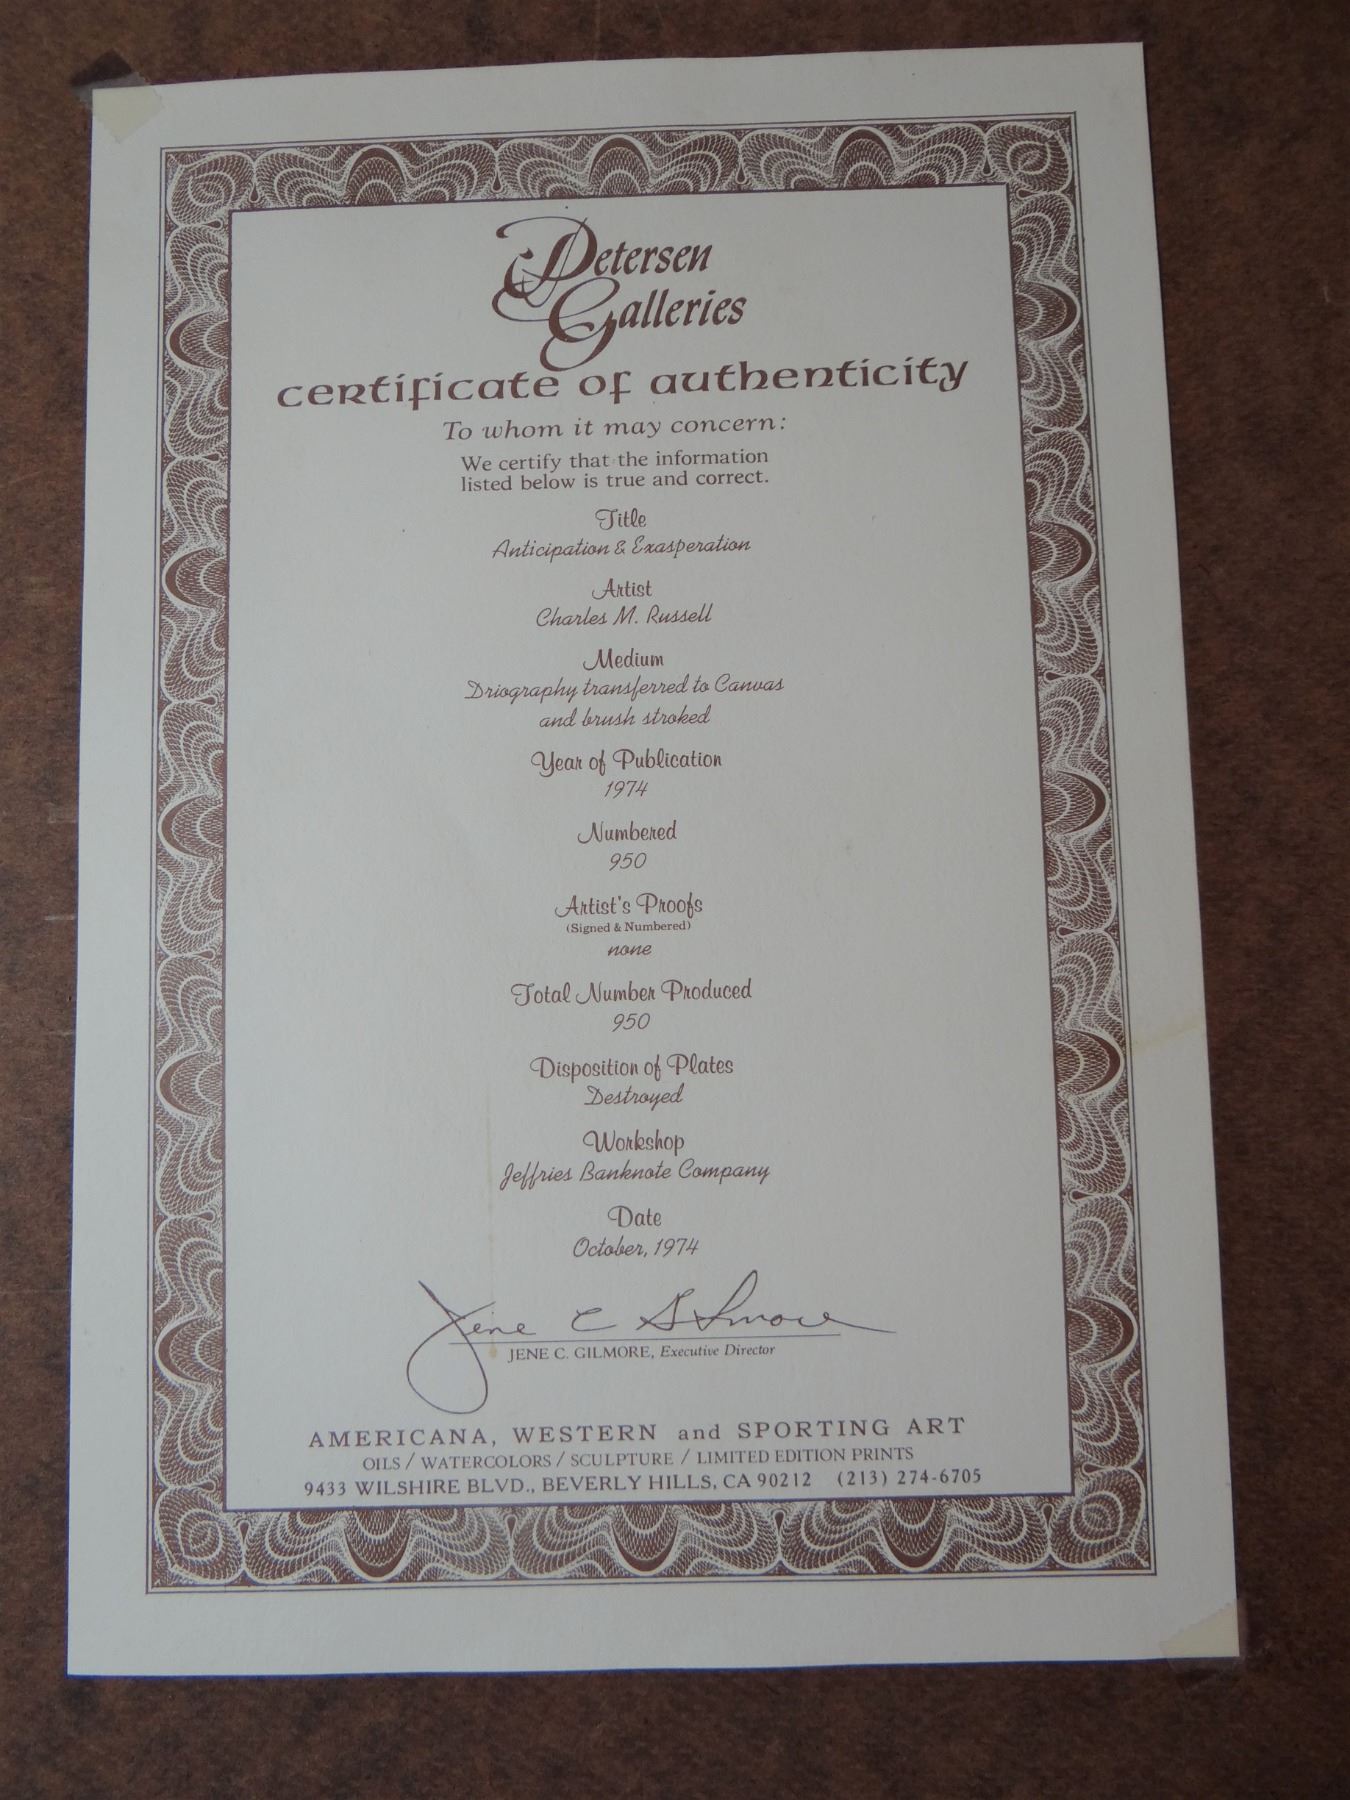 Petersen
Galleries
certificate of authenticity
To whom it may concern:
We certify that the information
listed below is true and correct.
Title
Anticipation & Exasperation
Artist
Charles M. Russell
Medium
Driography transferred to Canvas
and brush stroked
Year of Publication
1974
Numbered
950
Artist's Proofs
(Signed & Numbered)
none
Total Number Produced
950
Disposition of Plates
Destroyed
Workshop
Jeffries Banknote Company
Date
October, 1974
Jene C Gilmore
JENE C. GILMORE, Executive Director
AMERICANA, WESTERN and SPORTING ART
OILS / WATERCOLORS / SCULPTURE / LIMITED EDITION PRINTS
9433 WILSHIRE BLVD., BEVERLY HILLS, CA 90212 (213) 274-6705